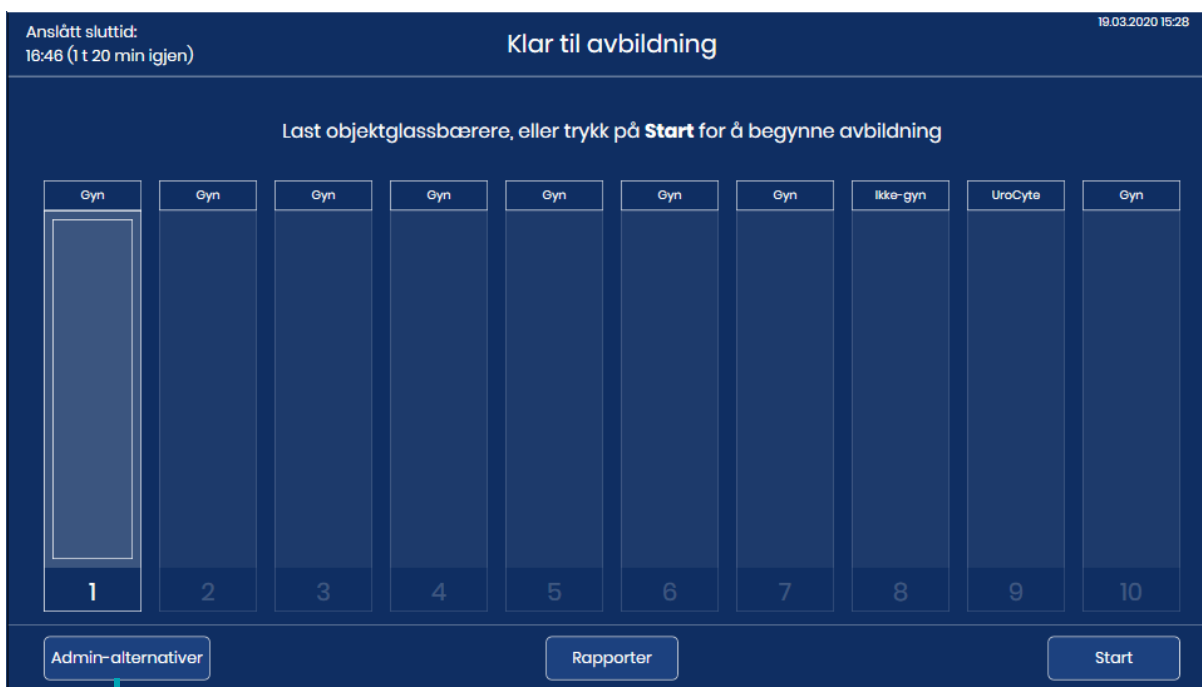 Anslått sluttid:
16:46 (1 t 20 min igjen)
Klar til avbildning
19.03.2020 15:28
Last objektglassbærere, eller trykk på Start for å begynne avbildning
Gyn Gyn Gyn Gyn Gyn Gyn Gyn Ikke-gyn UroCyte Gyn
1 2 3 4 5 6 7 8 9 10
Admin-alternativer Rapporter Start